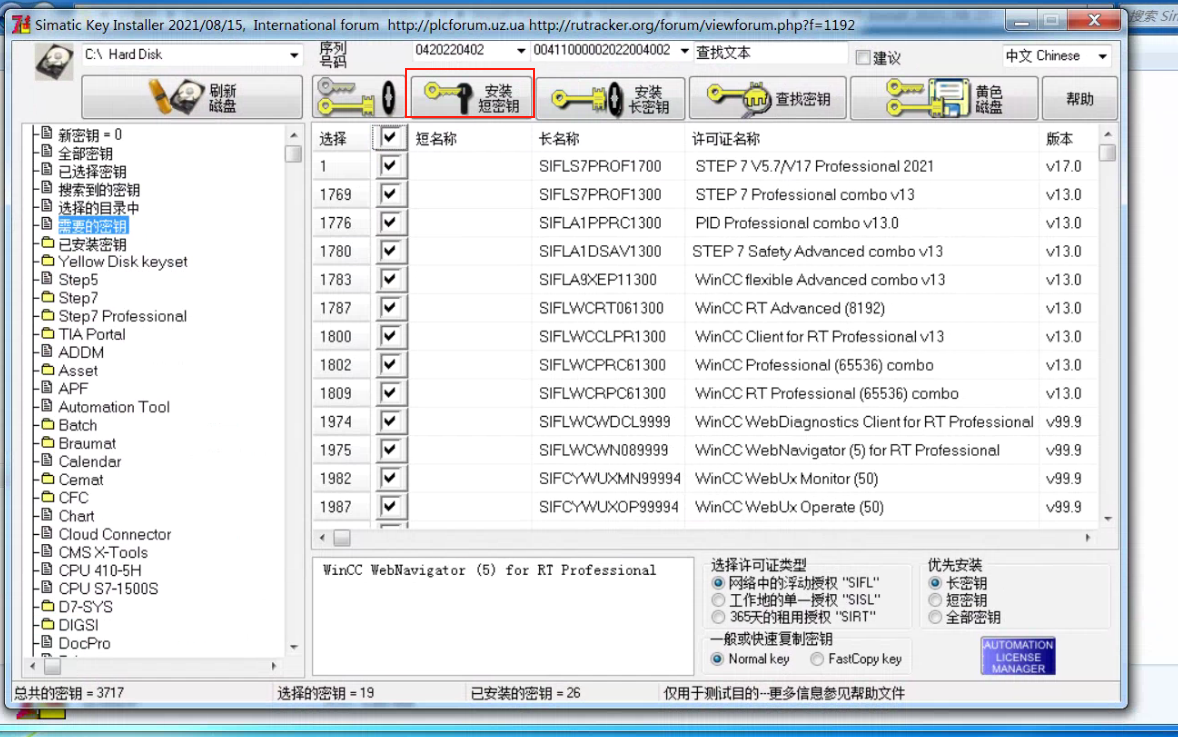 Simatic Key Installer 2021/08/15, International forum http://plcforum.uz.ua http://rutracker.org/forum/viewforum.php?f=1192
搜索
C:\ Hard Disk
序列
号码
0420220402
00411000002022004002
查找文本
建议
中文 Chinese
刷新
磁盘
安装
短密钥
安装
长密钥
查找密钥
黄色
磁盘
帮助
新密钥 = 0
全部密钥
已选择密钥
搜索到的密钥
选择的目录中
需要的密钥
已安装密钥
Yellow Disk keyset
Step5
Step7
Step7 Professional
TIA Portal
ADDM
Asset
APF
Automation Tool
Batch
Braumat
Calendar
Cemat
CFC
Chart
Cloud Connector
CMS X-Tools
CPU 410-5H
CPU S7-1500S
D7-SYS
DIGSI
DocPro
选择 短名称 长名称 许可证名称 版本
1 SIFLS7PROF1700 STEP 7 V5.7/V17 Professional 2021 v17.0
1769 SIFLS7PROF1300 STEP 7 Professional combo v13 v13.0
1776 SIFLA1PPRC1300 PID Professional combo v13.0 v13.0
1780 SIFLA1DSAV1300 STEP 7 Safety Advanced combo v13 v13.0
1783 SIFLA9XEP11300 WinCC flexible Advanced combo v13 v13.0
1787 SIFLWCRT061300 WinCC RT Advanced (8192) v13.0
1800 SIFLWCCLPR1300 WinCC Client for RT Professional v13 v13.0
1802 SIFLWCPRC61300 WinCC Professional (65536) combo v13.0
1809 SIFLWCRPC61300 WinCC RT Professional (65536) combo v13.0
1974 SIFLWCWDCL9999 WinCC WebDiagnostics Client for RT Professional v99.9
1975 SIFLWCWN089999 WinCC WebNavigator (5) for RT Professional v99.9
1982 SIFCYWUXMN99994 WinCC WebUx Monitor (50) v99.9
1987 SIFCYWUXOP99994 WinCC WebUx Operate (50) v99.9
WinCC WebNavigator (5) for RT Professional
选择许可证类型
网络中的浮动授权 "SIFL"
工作地的单一授权 "SISL"
365天的租用授权 "SIRT"
一般或快速复制密钥
Normal key FastCopy key
优先安装
长密钥
短密钥
全部密钥
AUTOMATION
LICENSE
MANAGER
总共的密钥 = 3717 选择的密钥 = 19 已安装的密钥 = 26 仅用于测试目的--更多信息参见帮助文件